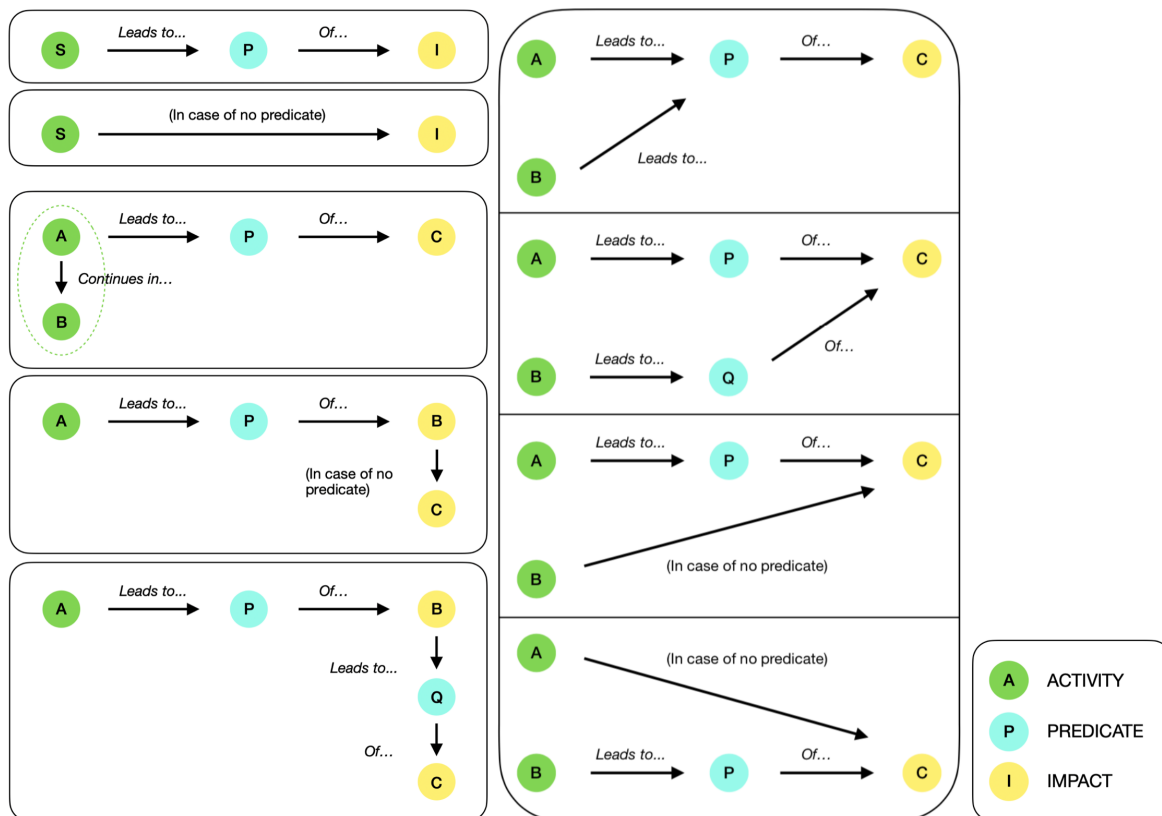 Leads to...
Of...
S
P
I
(In case of no predicate)
S
I
Leads to...
Of...
A
P
C
Continues in...
B
Leads to...
Of...
A
P
B
(In case of no
predicate)
C
Leads to...
Of...
A
P
B
Leads to...
Q
Of...
C
Leads to...
Of...
A
P
C
Leads to...
B
Leads to...
Of...
A
P
C
Of...
Leads to...
B
Q
Leads to...
Of...
A
P
C
(In case of no predicate)
B
A
(In case of no predicate)
Leads to...
Of...
B
P
C
A ACTIVITY
P PREDICATE
I IMPACT